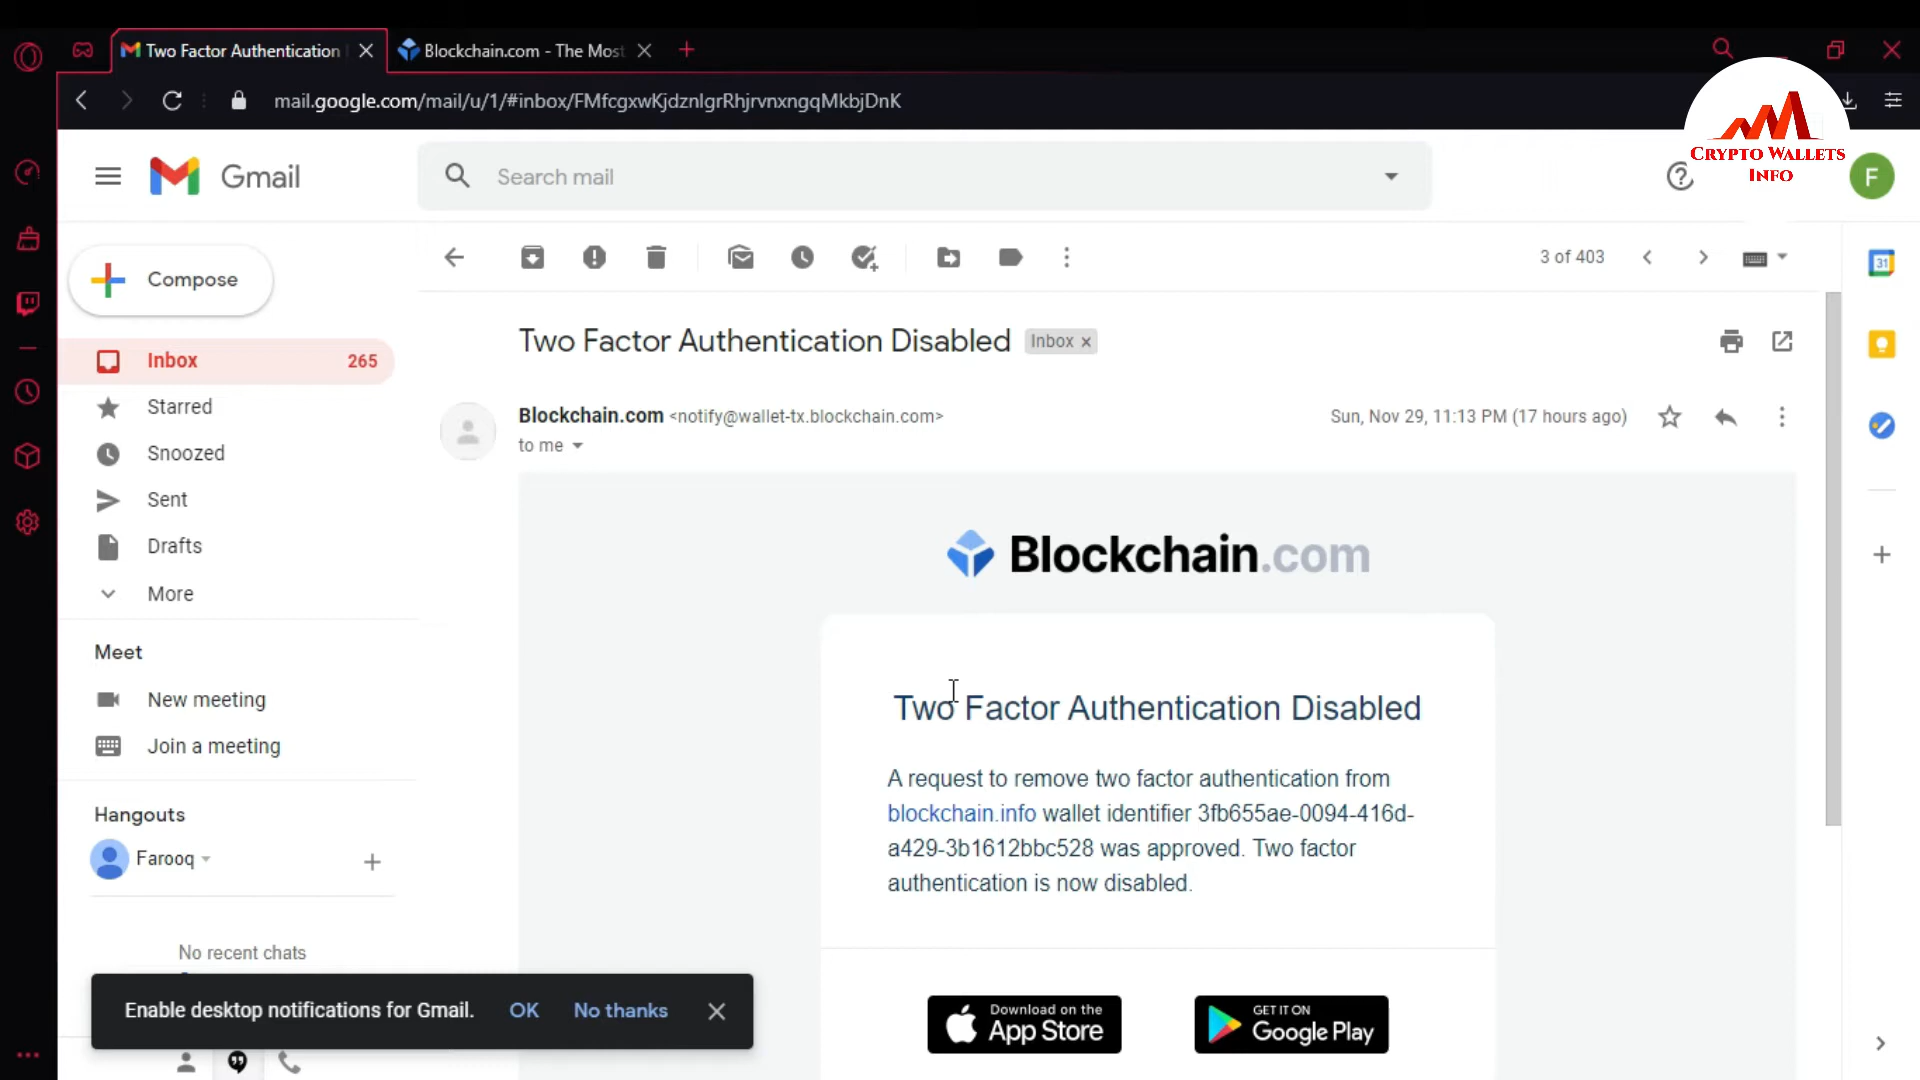 Two Factor Authentication
Blockchain.com - The Most
mail.google.com/mail/u/1/#inbox/FMfcgxwKjdznlgrRhjrvnxngqMkbjDnK
CRYPTO WALLETS
INFO
Gmail
Search mail
F
Compose
3 of 403
31
Inbox 265
Starred
Snoozed
Sent
Drafts
More
Two Factor Authentication Disabled
Inbox x
Blockchain.com <notify@wallet-tx.blockchain.com>
Sun, Nov 29, 11:13 PM (17 hours ago)
to me
Meet
New meeting
Join a meeting
Hangouts
Farooq
No recent chats
Blockchain.com
Two Factor Authentication Disabled
A request to remove two factor authentication from
blockchain.info wallet identifier 3fb655ae-0094-416d-
a429-3b1612bbc528 was approved. Two factor
authentication is now disabled.
Download on the
App Store
GET IT ON
Google Play
Enable desktop notifications for Gmail. OK No thanks